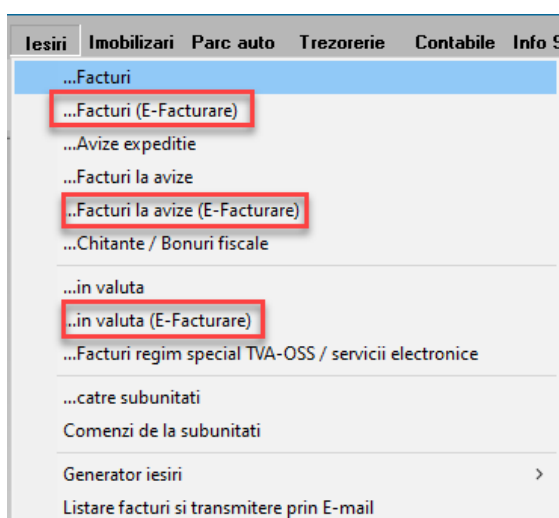 Iesiri Imobilizari Parc auto Trezorerie Contabile Info
...Facturi
...Facturi (E-Facturare)
...Avize expeditie
...Facturi la avize
...Facturi la avize (E-Facturare)
...Chitante / Bonuri fiscale
...in valuta
...in valuta (E-Facturare)
...Facturi regim special TVA-OSS / servicii electronice
...catre subunitati
Comenzi de la subunitati
Generator iesiri
Listare facturi si transmitere prin E-mail